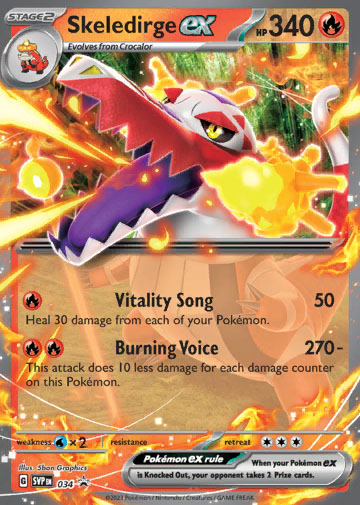 STAGE2 Skeledirge ex HP 340
Evolves from Crocalor
Vitality Song 50
Heal 30 damage from each of your Pokémon.
Burning Voice 270-
This attack does 10 less damage for each damage counter
on this Pokémon.
weakness ×2 resistance retreat
Illus. 5ban Graphics
Pokémon ex rule When your Pokémon ex
is Knocked Out, your opponent takes 2 Prize cards.
G SVP EN 034
©2023 Pokémon / Nintendo / Creatures / GAME FREAK